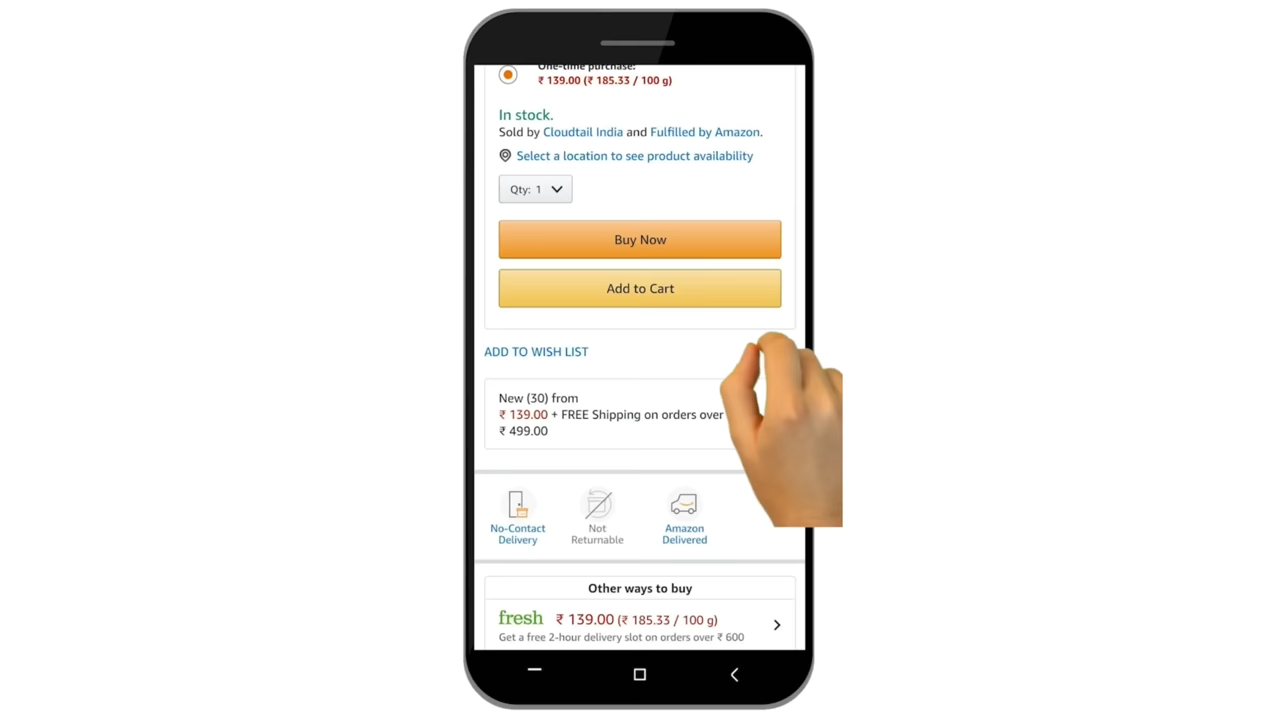 One-time purchase:
₹ 139.00 (₹ 185.33 / 100 g)
In stock.
Sold by Cloudtail India and Fulfilled by Amazon.
Select a location to see product availability
Qty: 1
Buy Now
Add to Cart
ADD TO WISH LIST
New (30) from
₹ 139.00 + FREE Shipping on orders over
₹ 499.00
No-Contact
Delivery
Not
Returnable
Amazon
Delivered
Other ways to buy
fresh ₹ 139.00 (₹ 185.33 / 100 g)
Get a free 2-hour delivery slot on orders over ₹ 600